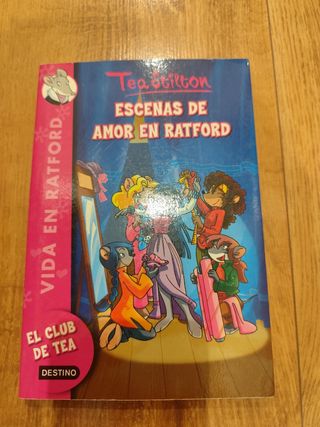 Tea Stilton
ESCENAS DE
AMOR EN RATFORD
VIDA EN RATFORD
EL CLUB
DE TEA
DESTINO